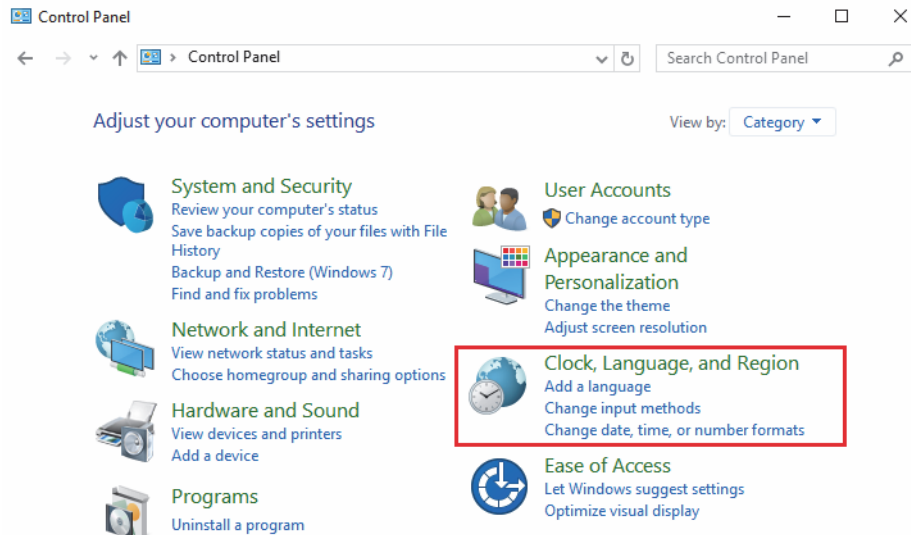 Control Panel
Control Panel
Search Control Panel
Adjust your computer's settings
View by:
Category
System and Security
Review your computer's status
Save backup copies of your files with File
History
Backup and Restore (Windows 7)
Find and fix problems
Network and Internet
View network status and tasks
Choose homegroup and sharing options
Hardware and Sound
View devices and printers
Add a device
Programs
Uninstall a program
User Accounts
Change account type
Appearance and
Personalization
Change the theme
Adjust screen resolution
Clock, Language, and Region
Add a language
Change input methods
Change date, time, or number formats
Ease of Access
Let Windows suggest settings
Optimize visual display